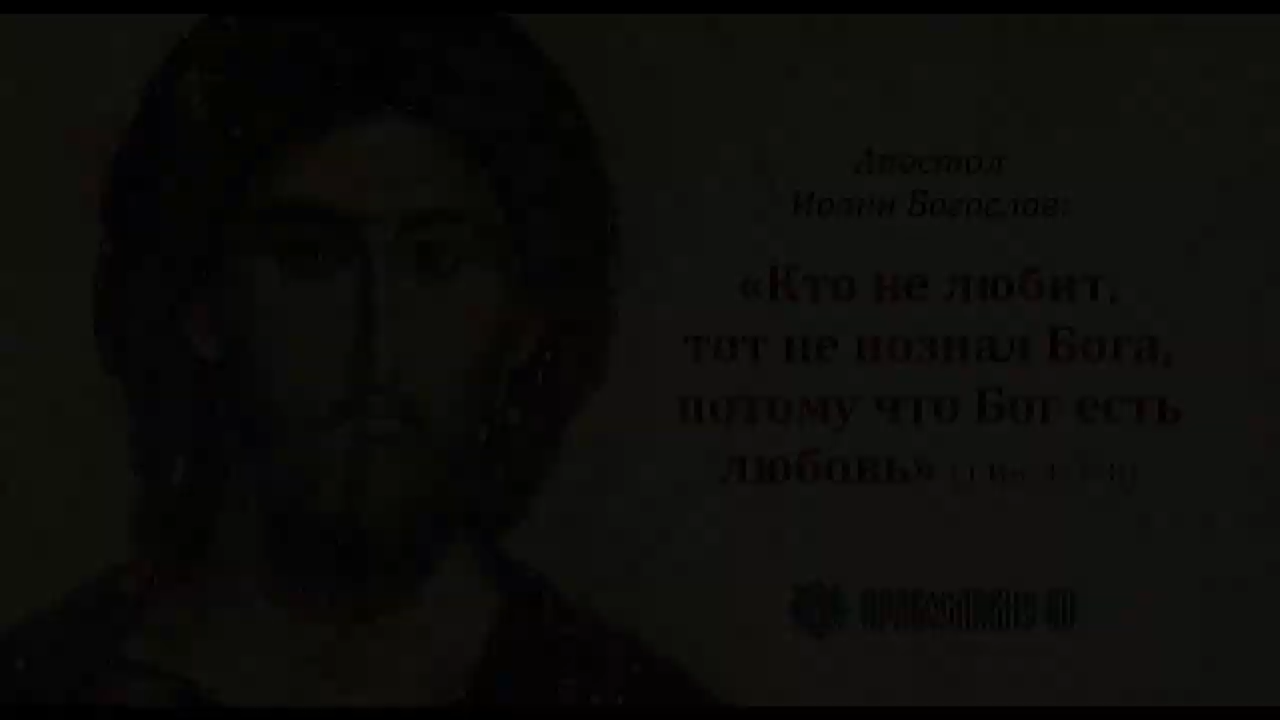 Апостол
Иоанн Богослов:
«Кто не любит,
тот не познал Бога,
потому что Бог есть
любовь»